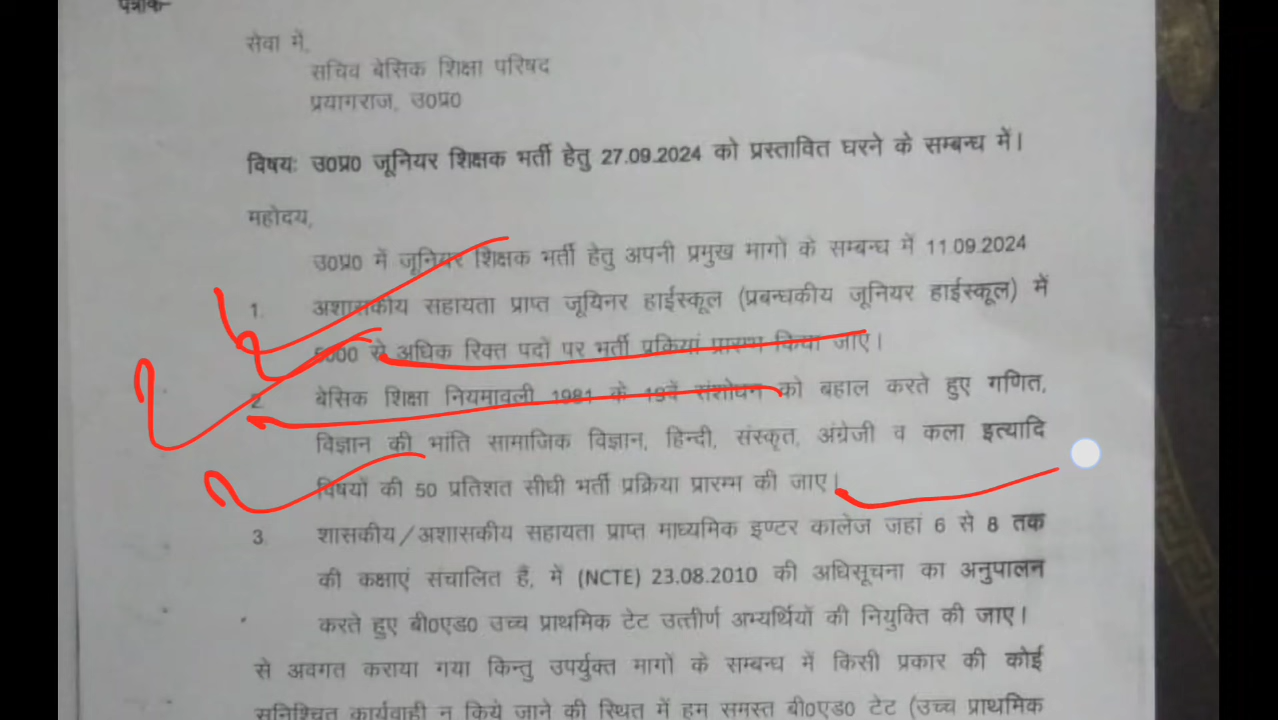 पत्रांक-
सेवा में,
सचिव बेसिक शिक्षा परिषद
प्रयागराज, उ0प्र0
विषयः उ0प्र0 जूनियर शिक्षक भर्ती हेतु 27.09.2024 को प्रस्तावित घरने के सम्बन्ध में।
महोदय,
उ0प्र0 में जूनियर शिक्षक भर्ती हेतु अपनी प्रमुख मागों के सम्बन्ध में 11.09.2024
1. अशासकीय सहायता प्राप्त जूयिनर हाईस्कूल (प्रबन्धकीय जूनियर हाईस्कूल) में
से अधिक रिक्त पदों पर भर्ती प्रकियां प्रारम्भ किया जाए।
2. बेसिक शिक्षा नियमावली 1981 के 19वें संशोधन को बहाल करते हुए गणित,
विज्ञान की भांति सामाजिक विज्ञान, हिन्दी, संस्कृत, अंग्रेजी व कला इत्यादि
विषयों की 50 प्रतिशत सीघी भर्ती प्रक्रिया प्रारम्भ की जाए।
3. शासकीय/अशासकीय सहायता प्राप्त माध्यमिक इण्टर कालेज जहां 6 से 8 तक
की कक्षाएं संचालित हैं, में (NCTE) 23.08.2010 की अधिसूचना का अनुपालन
करते हुए बी0एड0 उच्च प्राथमिक टेट उत्तीर्ण अभ्यर्थियों की नियुक्ति की जाए।
से अवगत कराया गया किन्तु उपर्युक्त मागों के सम्बन्ध में किसी प्रकार की कोई
सुनिश्चित कार्यवाही न किये जाने की स्थित में हम समस्त बी0एड0 टेट (उच्च प्राथमिक